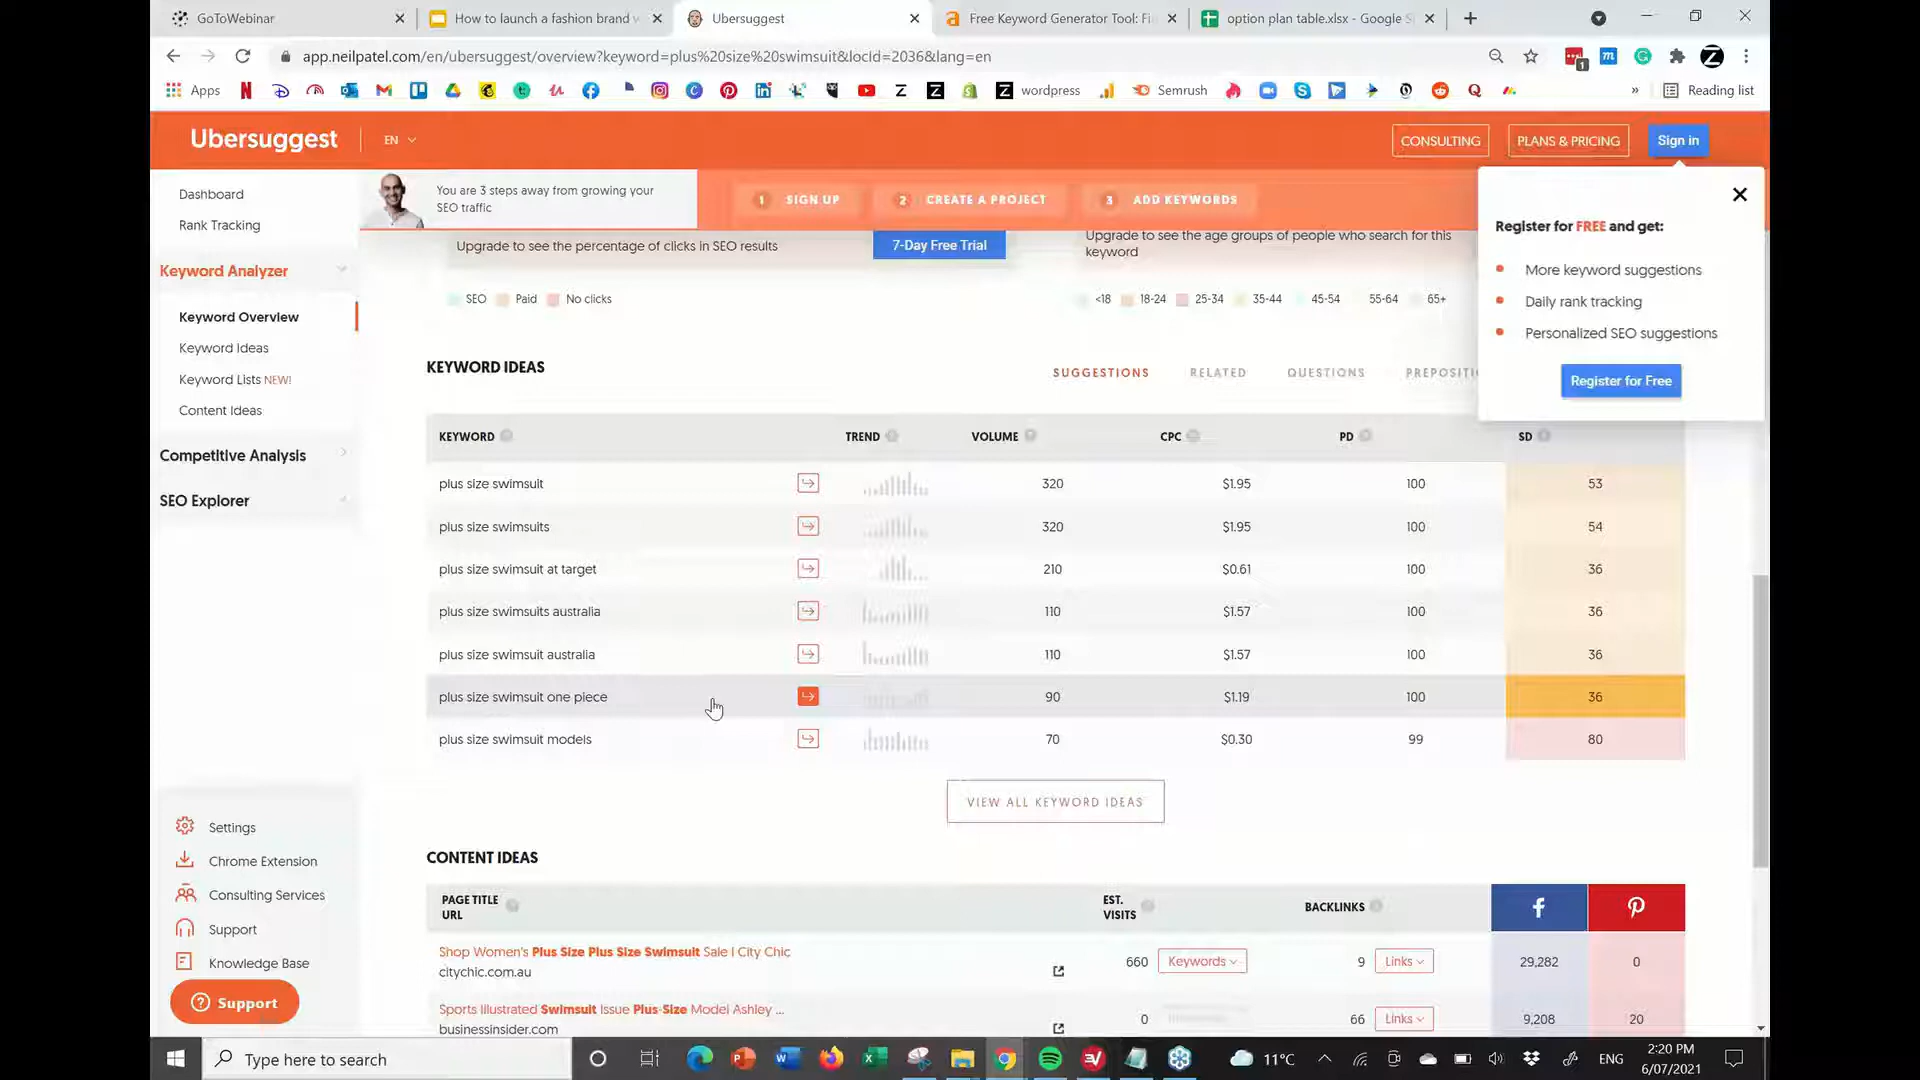 GoToWebinar
How to launch a fashion brand w
Ubersuggest
Free Keyword Generator Tool: Fi
option plan table.xlsx - Google S
app.neilpatel.com/en/ubersuggest/overview?keyword=plus%20size%20swimsuit&locId=2036&lang=en
Apps
wordpress
Semrush
»
Reading list
Ubersuggest
EN
CONSULTING
PLANS & PRICING
Sign in
Dashboard
Rank Tracking
Keyword Analyzer
Keyword Overview
Keyword Ideas
Keyword Lists NEW!
Content Ideas
Competitive Analysis
SEO Explorer
You are 3 steps away from growing your
SEO traffic
1 SIGN UP
2 CREATE A PROJECT
3 ADD KEYWORDS
Register for FREE and get:
More keyword suggestions
Daily rank tracking
Personalized SEO suggestions
Register for Free
Upgrade to see the percentage of clicks in SEO results
7-Day Free Trial
Upgrade to see the age groups of people who search for this
keyword
SEO Paid No clicks
<18 18-24 25-34 35-44 45-54 55-64 65+
KEYWORD IDEAS
SUGGESTIONS RELATED QUESTIONS PREPOSITI
KEYWORD TREND VOLUME CPC PD SD
plus size swimsuit 320 $1.95 100 53
plus size swimsuits 320 $1.95 100 54
plus size swimsuit at target 210 $0.61 100 36
plus size swimsuits australia 110 $1.57 100 36
plus size swimsuit australia 110 $1.57 100 36
plus size swimsuit one piece 90 $1.19 100 36
plus size swimsuit models 70 $0.30 99 80
VIEW ALL KEYWORD IDEAS
CONTENT IDEAS
PAGE TITLE
URL
EST.
VISITS
BACKLINKS
Shop Women's Plus Size Plus Size Swimsuit Sale | City Chic
citychic.com.au
660 Keywords 9 Links 29,282 0
Sports Illustrated Swimsuit Issue Plus-Size Model Ashley ...
businessinsider.com
0 66 Links 9,208 20
Settings
Chrome Extension
Consulting Services
Support
Knowledge Base
Support
Type here to search
11°C
ENG
2:20 PM
6/07/2021